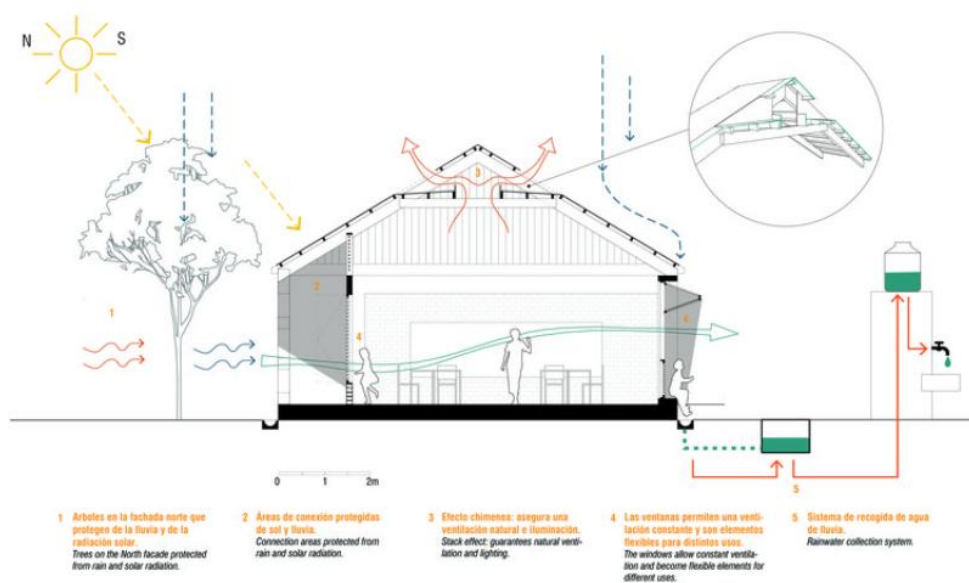 N S
3
2
4
4
1
0 1 2m
5
1 Arboles en la fachada norte que
protegen de la lluvia y de la
radiación solar.
Trees on the North facade protected
from rain and solar radiation.
2 Áreas de conexión protegidas
de sol y lluvia.
Connection areas protected from
rain and solar radiation.
3 Efecto chimenea: asegura una
ventilación natural e iluminación.
Stack effect: guarantees natural venti-
lation and lighting.
4 Las ventanas permiten una venti-
lación constante y son elementos
flexibles para distintos usos.
The windows allow constant ventila-
tion and become flexible elements for
different uses.
5 Sistema de recogida de agua
de lluvia.
Rainwater collection system.